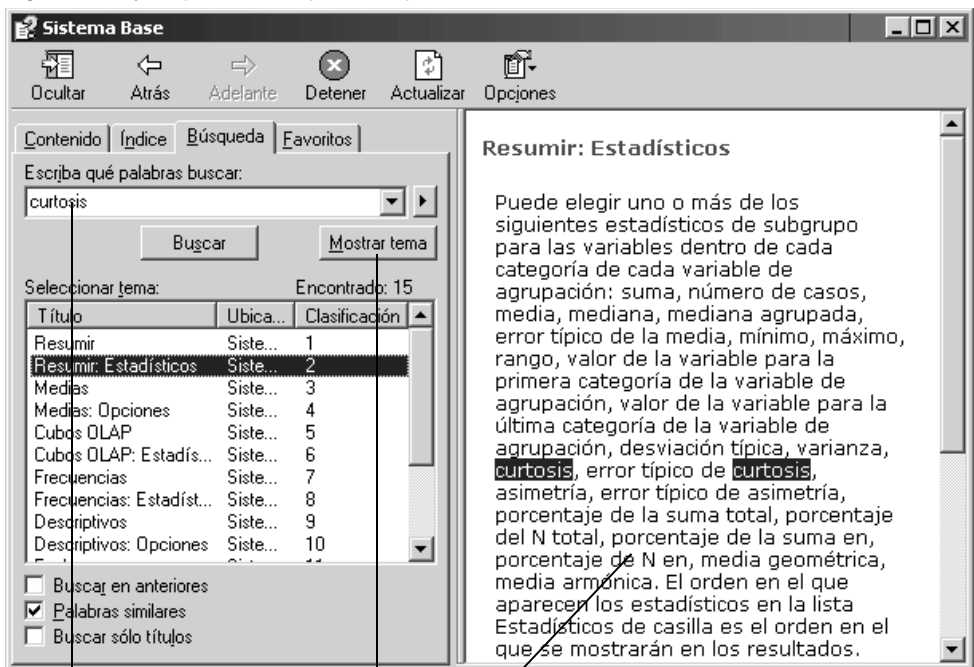 Sistema Base
Ocultar Atrás Adelante Detener Actualizar Opciones
Contenido Índice Búsqueda Favoritos
Escriba qué palabras buscar:
curtosis
Buscar Mostrar tema
Seleccionar tema: Encontrado: 15
Título Ubica... Clasificación
Resumir Siste... 1
Resumir: Estadísticos Siste... 2
Medias Siste... 3
Medias: Opciones Siste... 4
Cubos OLAP Siste... 5
Cubos OLAP: Estadís... Siste... 6
Frecuencias Siste... 7
Frecuencias: Estadíst... Siste... 8
Descriptivos Siste... 9
Descriptivos: Opciones Siste... 10
Buscar en anteriores
Palabras similares
Buscar sólo títulos
Resumir: Estadísticos
Puede elegir uno o más de los
siguientes estadísticos de subgrupo
para las variables dentro de cada
categoría de cada variable de
agrupación: suma, número de casos,
media, mediana, mediana agrupada,
error típico de la media, mínimo, máximo,
rango, valor de la variable para la
primera categoría de la variable de
agrupación, valor de la variable para la
última categoría de la variable de
agrupación, desviación típica, varianza,
curtosis, error típico de curtosis,
asimetría, error típico de asimetría,
porcentaje de la suma total, porcentaje
del N total, porcentaje de la suma en,
porcentaje de N en, media geométrica,
media armónica. El orden en el que
aparecen los estadísticos en la lista
Estadísticos de casilla es el orden en el
que se mostrarán en los resultados.